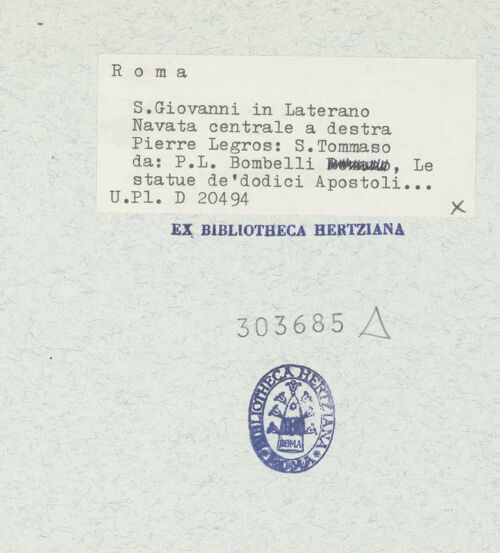 R o m a
S.Giovanni in Laterano
Navata centrale a destra
Pierre Legros: S.Tommaso
da: P.L. Bombelli , Le
statue de'dodici Apostoli...
U.Pl. D 20494
X
EX BIBLIOTHECA HERTZIANA
303685 △
BIBLIOTHECA HERTZIANA * ROMA *
ROMA